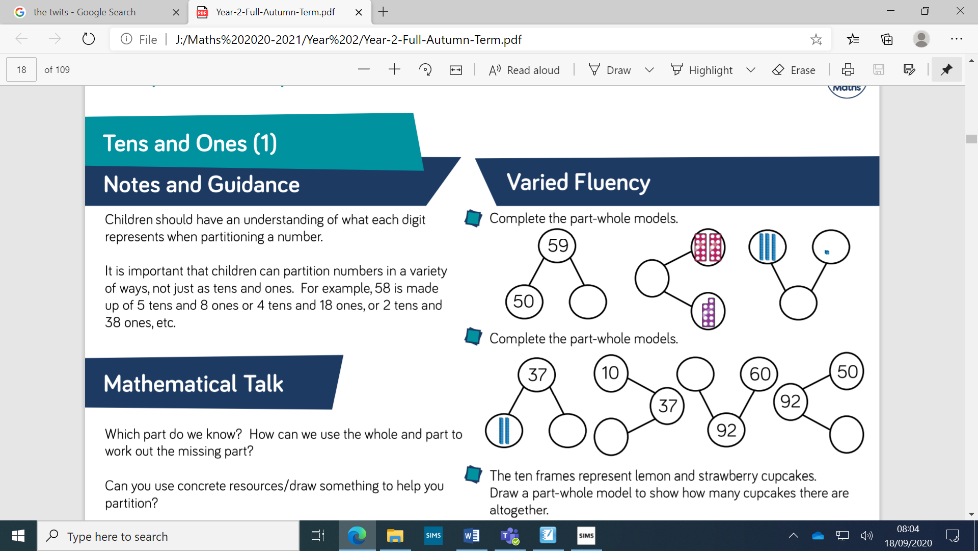 the twits - Google Search
Year-2-Full-Autumn-Term.pdf
File
J:/Maths%202020-2021/Year%202/Year-2-Full-Autumn-Term.pdf
18 of 109
Read aloud
Draw
Highlight
Erase
Maths
Tens and Ones (1)
Notes and Guidance
Children should have an understanding of what each digit
represents when partitioning a number.
It is important that children can partition numbers in a variety
of ways, not just as tens and ones. For example, 58 is made
up of 5 tens and 8 ones or 4 tens and 18 ones, or 2 tens and
38 ones, etc.
Mathematical Talk
Which part do we know? How can we use the whole and part to
work out the missing part?
Can you use concrete resources/draw something to help you
partition?
Varied Fluency
Complete the part-whole models.
59
50
Complete the part-whole models.
37
10
37
60
92
50
92
The ten frames represent lemon and strawberry cupcakes.
Draw a part-whole model to show how many cupcakes there are
altogether.
Type here to search
SIMS
SIMS
08:04
18/09/2020